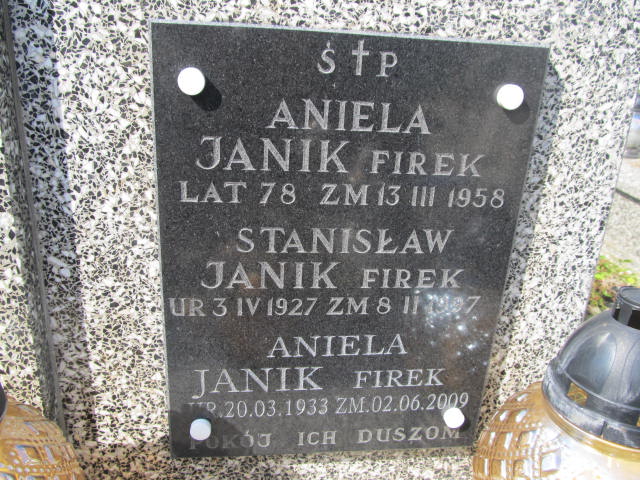 Ś † P
ANIELA
JANIK FIREK
LAT 78 ZM 13 III 1958
STANISŁAW
JANIK FIREK
UR 3 IV 1927 ZM 8 II
ANIELA
JANIK FIREK
UR. 20.03.1933 ZM. 02.06.2009
POKÓJ ICH DUSZOM